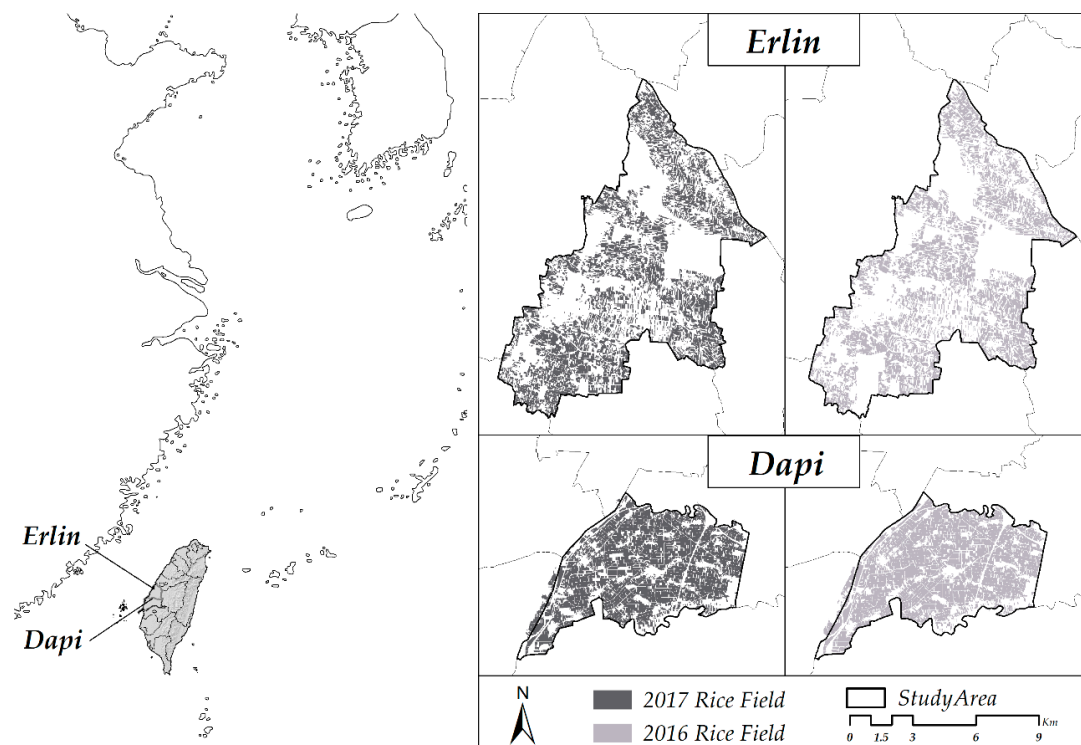 Erlin
Dapi
Erlin
Dapi
N
2017 Rice Field
2016 Rice Field
StudyArea
Km
0 1.5 3 6 9